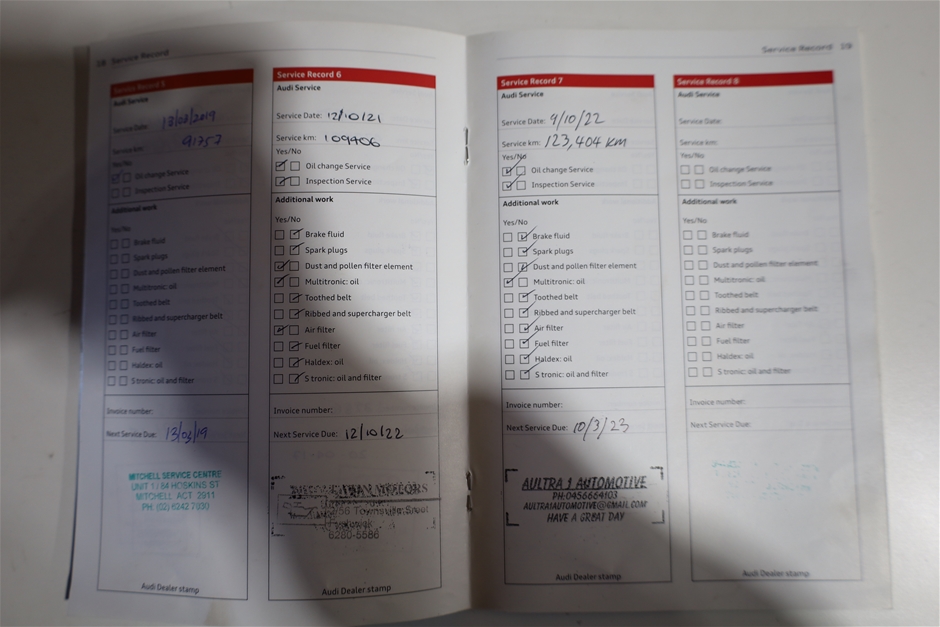 18 Service Record
Service Record 5
Audi Service
Service Date: 13/03/2019
Service km: 91757
Yes/No
Oil change Service
Inspection Service
Additional work
Yes/No
Brake fluid
Spark plugs
Dust and pollen filter element
Multitronic: oil
Toothed belt
Ribbed and supercharger belt
Air filter
Fuel filter
Haldex: oil
S tronic: oil and filter
Invoice number:
Next Service Due: 13/03/19
MITCHELL SERVICE CENTRE
UNIT 1/ 64 HOSKINS ST
MITCHELL ACT 2911
PH: (02) 6242 7930
Audi Dealer stamp
Service Record 6
Audi Service
Service Date: 12/10/21
Service km: 109406
Yes/No
Oil change Service
Inspection Service
Additional work
Yes/No
Brake fluid
Spark plugs
Dust and pollen filter element
Multitronic: oil
Toothed belt
Ribbed and supercharger belt
Air filter
Fuel filter
Haldex: oil
S tronic: oil and filter
Invoice number:
Next Service Due: 12/10/22
Townsville Street
6280-5586
Audi Dealer stamp
Service Record 19
Service Record 7
Audi Service
Service Date: 9/10/22
Service km: 123,404 KM
Yes/No
Oil change Service
Inspection Service
Additional work
Yes/No
Brake fluid
Spark plugs
Dust and pollen filter element
Multitronic: oil
Toothed belt
Ribbed and supercharger belt
Air filter
Fuel filter
Haldex: oil
S tronic: oil and filter
Invoice number:
Next Service Due: 10/3/23
AULTRA 1 AUTOMOTIVE
PH:0456664103
AULTRA1AUTOMOTIVE@GMAIL.COM
HAVE A GREAT DAY
Audi Dealer stamp
Service Record 8
Audi Service
Service Date:
Service km:
Yes/No
Oil change Service
Inspection Service
Additional work
Yes/No
Brake fluid
Spark plugs
Dust and pollen filter element
Multitronic: oil
Toothed belt
Ribbed and supercharger belt
Air filter
Fuel filter
Haldex: oil
S tronic: oil and filter
Invoice number:
Next Service Due:
Audi Dealer stamp